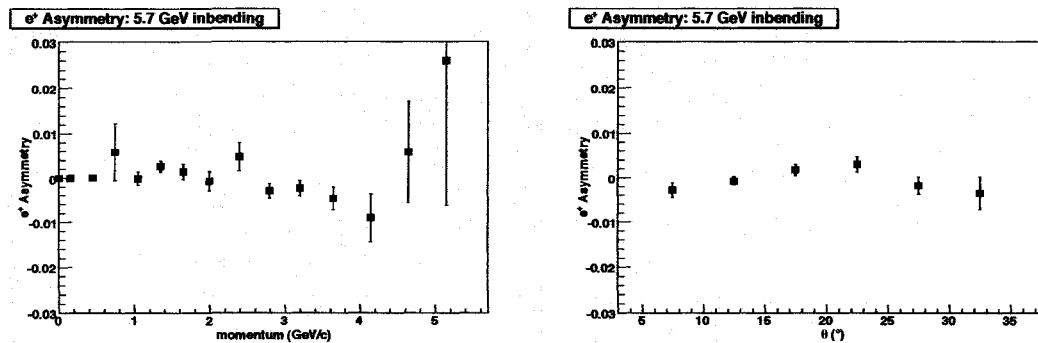 e⁺ Asymmetry: 5.7 GeV inbending
e⁺ Asymmetry
0.03
0.02
0.01
0
-0.01
-0.02
-0.03
0 1 2 3 4 5
momentum (GeV/c)
e⁺ Asymmetry: 5.7 GeV inbending
e⁺ Asymmetry
0.03
0.02
0.01
0
-0.01
-0.02
-0.03
5 10 15 20 25 30 35
θ (°)